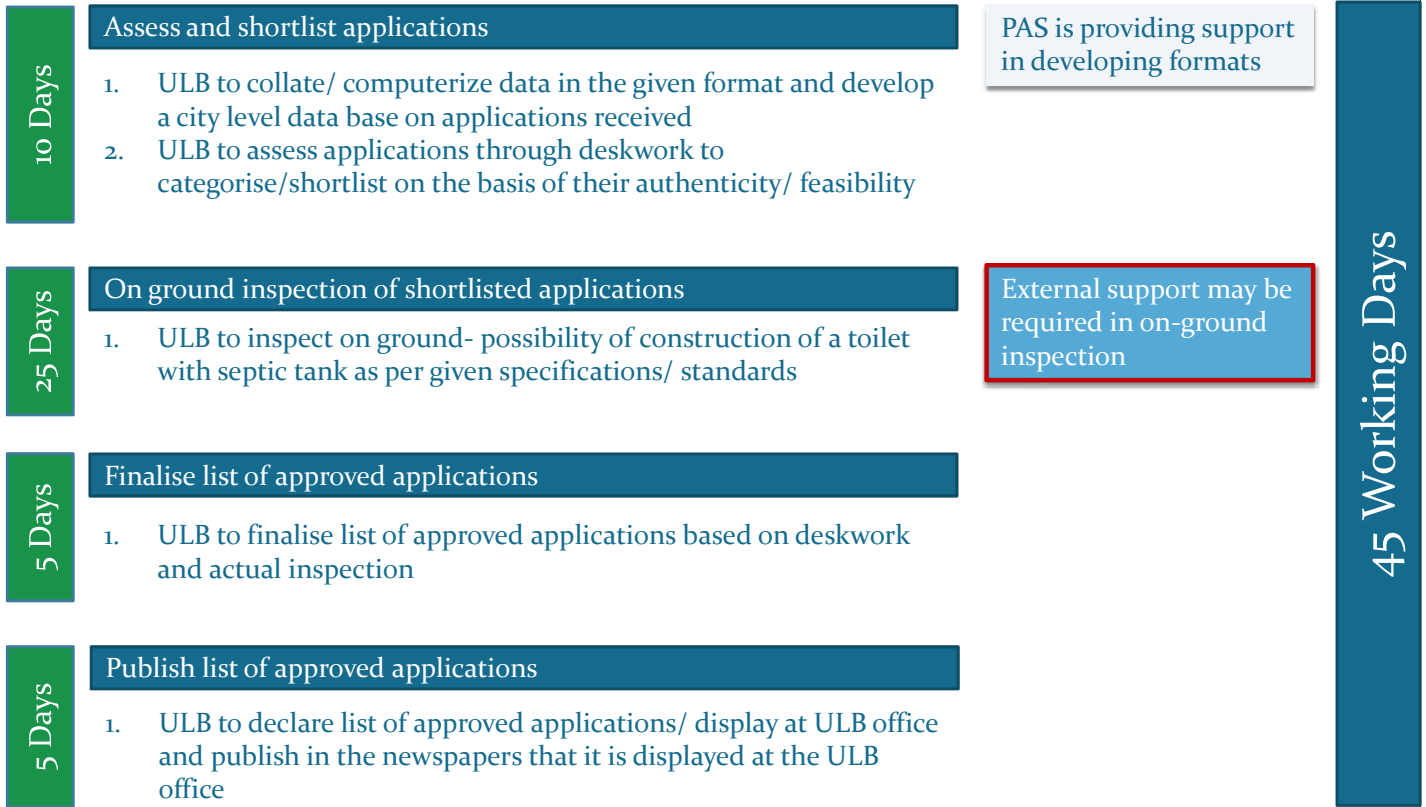 10 Days
Assess and shortlist applications
1. ULB to collate/ computerize data in the given format and develop
a city level data base on applications received
2. ULB to assess applications through deskwork to
categorise/shortlist on the basis of their authenticity/ feasibility
PAS is providing support
in developing formats
25 Days
On ground inspection of shortlisted applications
1. ULB to inspect on ground- possibility of construction of a toilet
with septic tank as per given specifications/ standards
External support may be
required in on-ground
inspection
5 Days
Finalise list of approved applications
1. ULB to finalise list of approved applications based on deskwork
and actual inspection
5 Days
Publish list of approved applications
1. ULB to declare list of approved applications/ display at ULB office
and publish in the newspapers that it is displayed at the ULB
office
45 Working Days